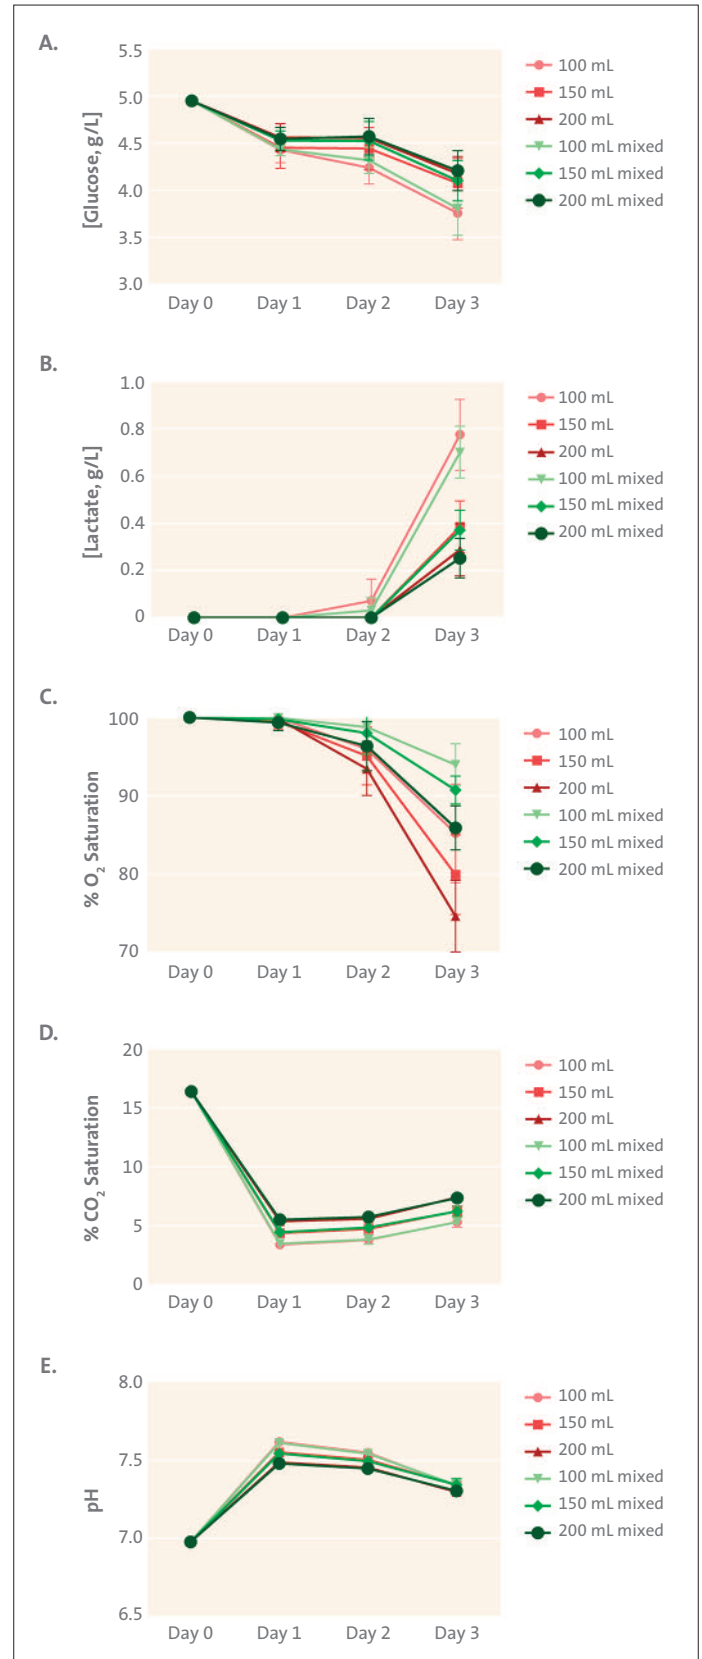 A.
5.5
5.0
4.5
4.0
3.5
3.0
[Glucose, g/L]
Day 0 Day 1 Day 2 Day 3
100 mL
150 mL
200 mL
100 mL mixed
150 mL mixed
200 mL mixed
B.
1.0
0.8
0.6
0.4
0.2
0
[Lactate, g/L]
Day 0 Day 1 Day 2 Day 3
100 mL
150 mL
200 mL
100 mL mixed
150 mL mixed
200 mL mixed
C.
100
90
80
70
% O₂ Saturation
Day 0 Day 1 Day 2 Day 3
100 mL
150 mL
200 mL
100 mL mixed
150 mL mixed
200 mL mixed
D.
20
15
10
5
0
% CO₂ Saturation
Day 0 Day 1 Day 2 Day 3
100 mL
150 mL
200 mL
100 mL mixed
150 mL mixed
200 mL mixed
E.
8.0
7.5
7.0
6.5
pH
Day 0 Day 1 Day 2 Day 3
100 mL
150 mL
200 mL
100 mL mixed
150 mL mixed
200 mL mixed